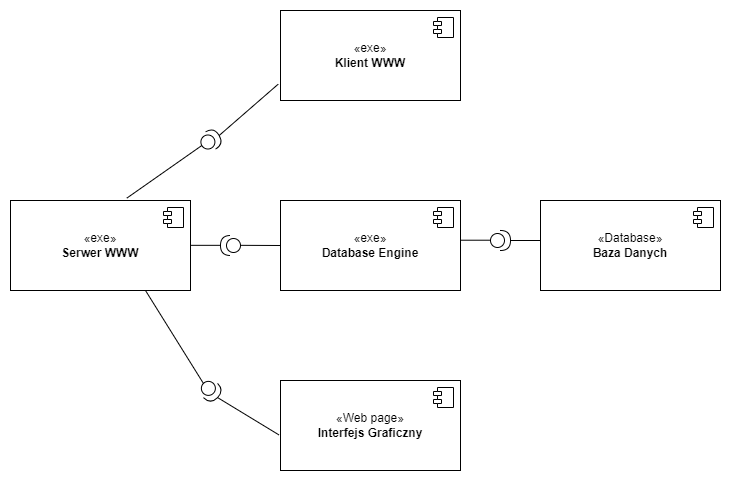 «exe»
Klient WWW
«exe»
Serwer WWW
«exe»
Database Engine
«Database»
Baza Danych
«Web page»
Interfejs Graficzny